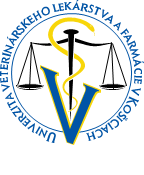 UNIVERZITA VETERINÁRSKEHO LEKÁRSTVA A FARMÁCIE V KOŠICIACH
V